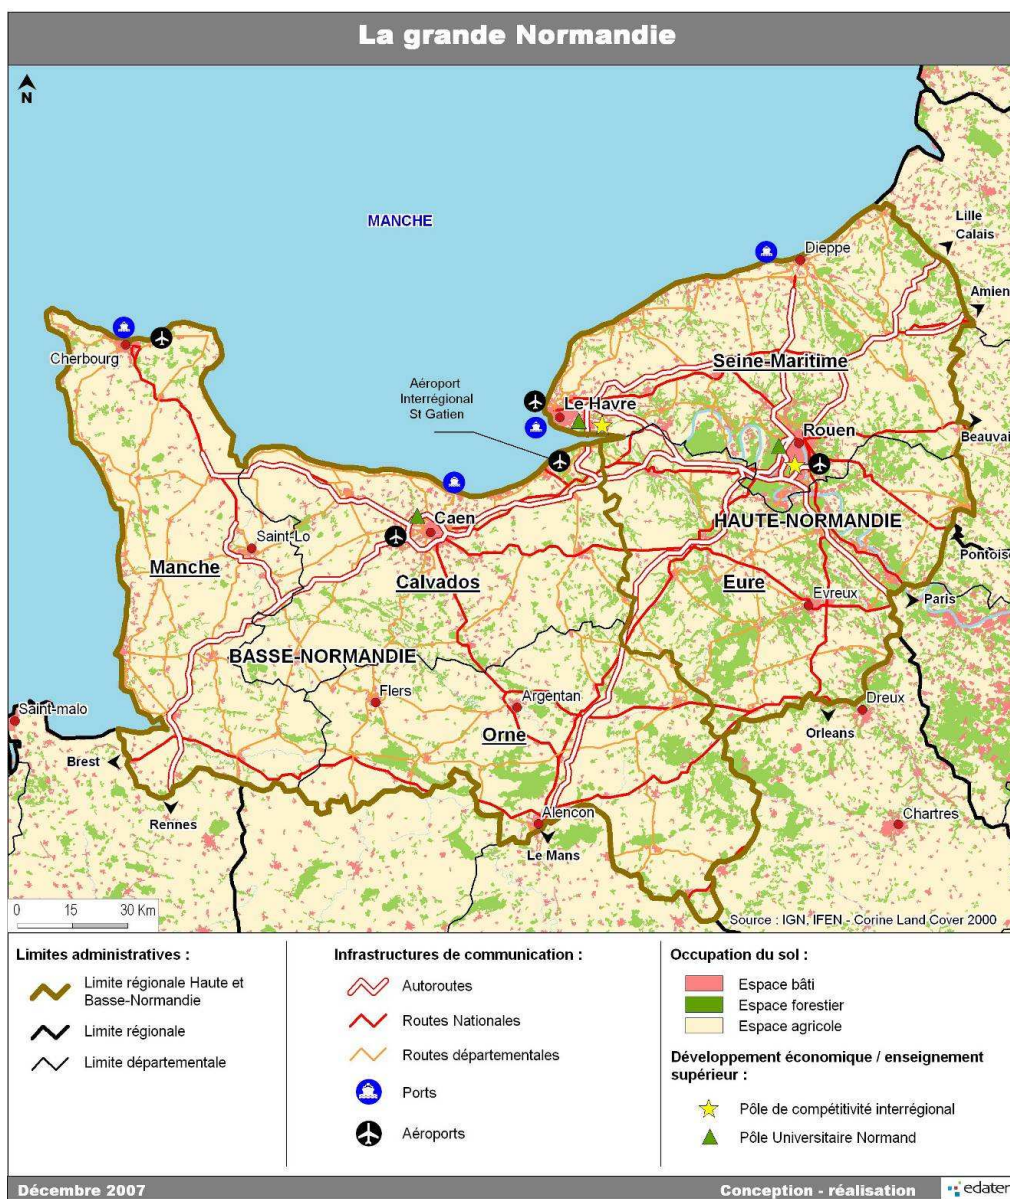 La grande Normandie
N
MANCHE
Lille
Calais
Dieppe
Amien
Cherbourg
Seine-Maritime
Aéroport
Interrégional
St Gatien
Le Havre
Rouen
Beauvai
Caen
HAUTE-NORMANDIE
Saint-Lo
Pontoise
Manche
Calvados
Eure
Evreux
Paris
BASSE-NORMANDIE
Flers
Argentan
Saint-malo
Dreux
Orne
Orleans
Brest
Rennes
Alencon
Chartres
Le Mans
0 15 30 Km
Source : IGN, IFEN - Corine Land Cover 2000
Limites administratives :
Limite régionale Haute et
Basse-Normandie
Limite régionale
Limite départementale
Infrastructures de communication :
Autoroutes
Routes Nationales
Routes départementales
Ports
Aéroports
Occupation du sol :
Espace bâti
Espace forestier
Espace agricole
Développement économique / enseignement
supérieur :
Pôle de compétitivité interrégional
Pôle Universitaire Normand
Décembre 2007
Conception - réalisation
edater